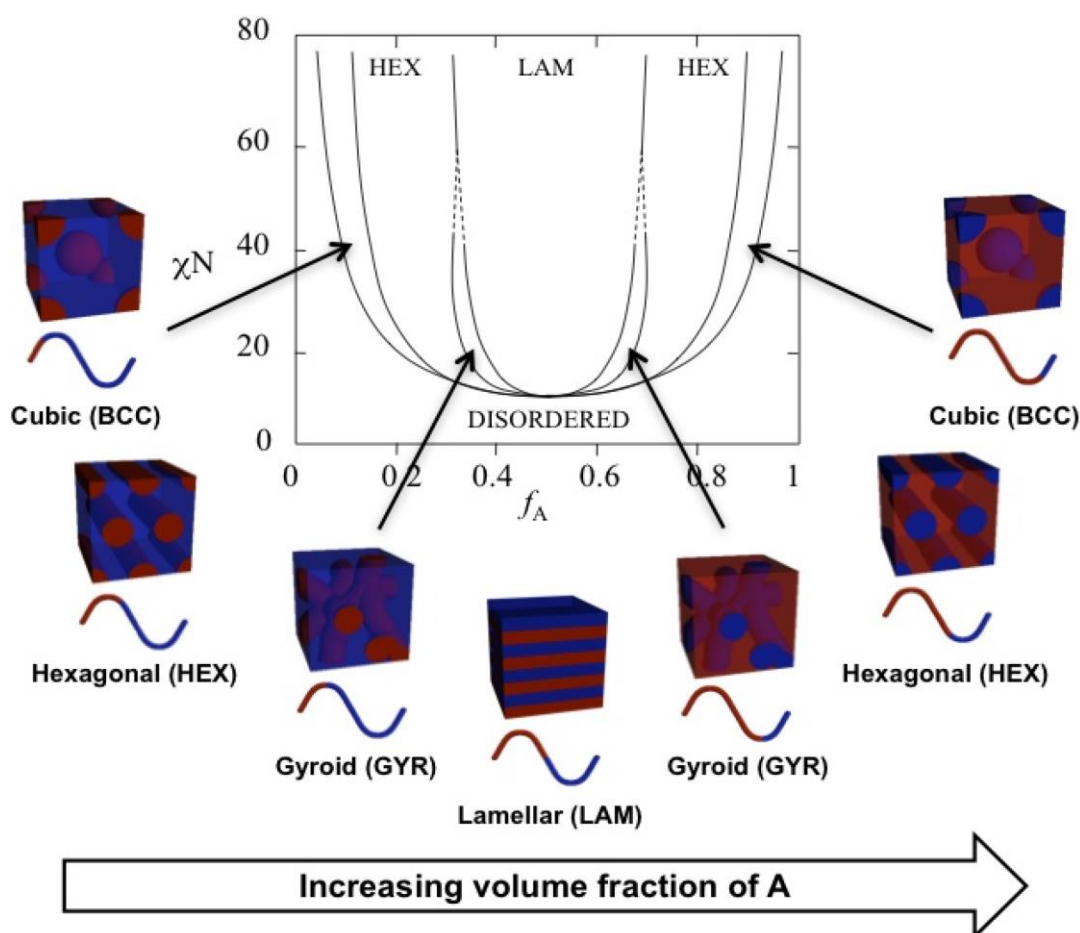 80
HEX LAM HEX
60
40
χN
20
Cubic (BCC)
Cubic (BCC)
DISORDERED
0
0 0.2 0.4 0.6 0.8 1
fA
Hexagonal (HEX)
Hexagonal (HEX)
Gyroid (GYR)
Gyroid (GYR)
Lamellar (LAM)
Increasing volume fraction of A